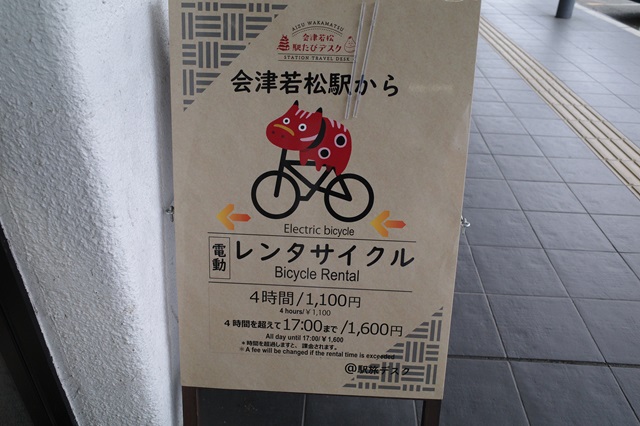 AIZU WAKAMATSU
会津若松
駅たびデスク
STATION TRAVEL DESK
会津若松駅から
Electric bicycle
電動
レンタサイクル
Bicycle Rental
4時間/1,100円
4 hours/¥1,100
4時間を超えて17:00まで/1,600円
All day until 17:00/¥1,600
*時間を超過しますと、課金されます。
※A fee will be changed if the rental time is exceeded
@駅旅デスク